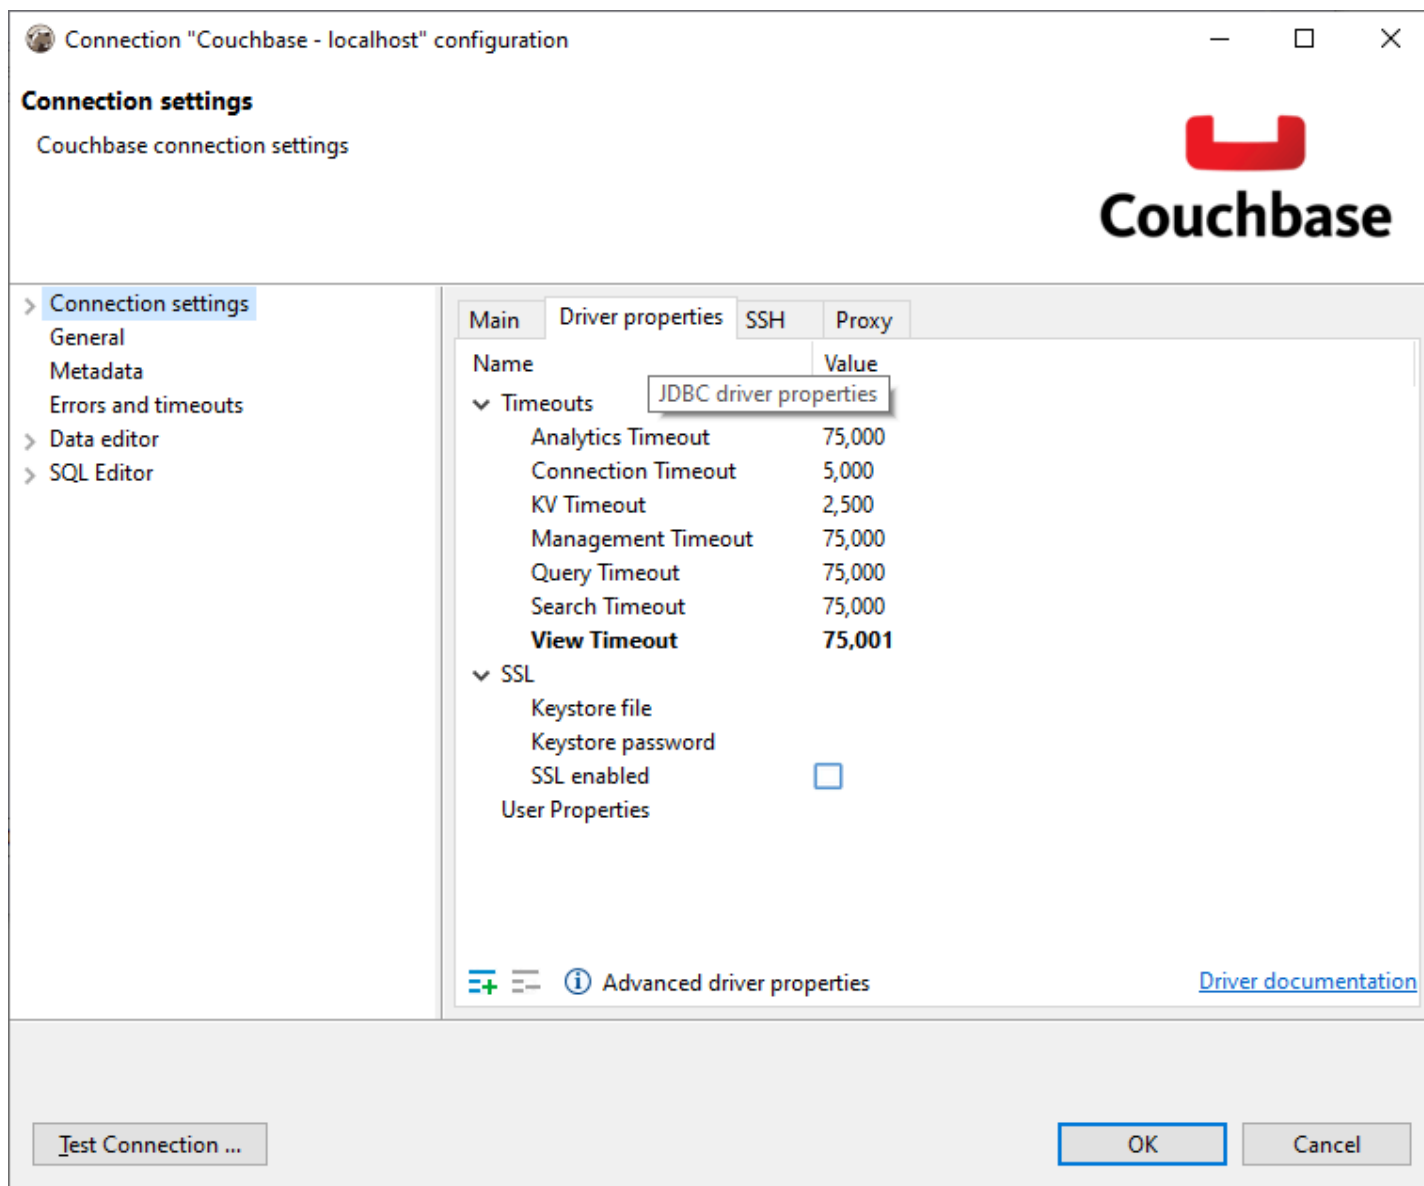 Connection "Couchbase - localhost" configuration
Connection settings
Couchbase connection settings
Couchbase
Connection settings
General
Metadata
Errors and timeouts
Data editor
SQL Editor
Main Driver properties SSH Proxy
Name Value
JDBC driver properties
Timeouts
Analytics Timeout 75,000
Connection Timeout 5,000
KV Timeout 2,500
Management Timeout 75,000
Query Timeout 75,000
Search Timeout 75,000
View Timeout 75,001
SSL
Keystore file
Keystore password
SSL enabled
User Properties
Advanced driver properties Driver documentation
Test Connection ... OK Cancel